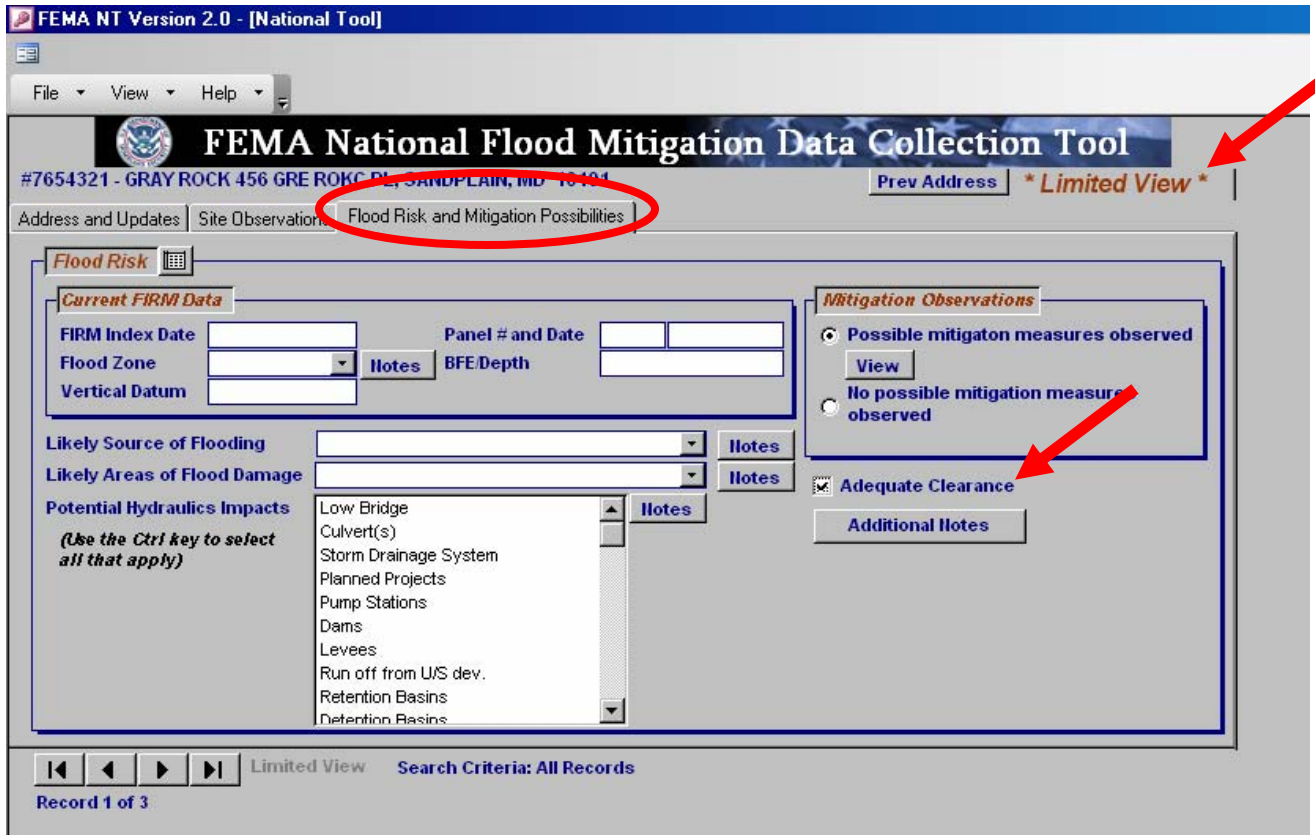 FEMA NT Version 2.0 - [National Tool]
File View Help
FEMA National Flood Mitigation Data Collection Tool
#7654321 - GRAY ROCK 456 GRE ROKC PL, SANDPLAIN, MD
Prev Address * Limited View *
Address and Updates Site Observations Flood Risk and Mitigation Possibilities
Flood Risk
Current FIRM Data
FIRM Index Date Panel # and Date
Flood Zone Notes BFE/Depth
Vertical Datum
Mitigation Observations
Possible mitigaton measures observed
View
No possible mitigation measures
observed
Likely Source of Flooding Notes
Likely Areas of Flood Damage Notes
Adequate Clearance
Additional Notes
Potential Hydraulics Impacts Notes
(Use the Ctrl key to select
all that apply)
Low Bridge
Culvert(s)
Storm Drainage System
Planned Projects
Pump Stations
Dams
Levees
Run off from U/S dev.
Retention Basins
Detention Basins
Limited View Search Criteria: All Records
Record 1 of 3